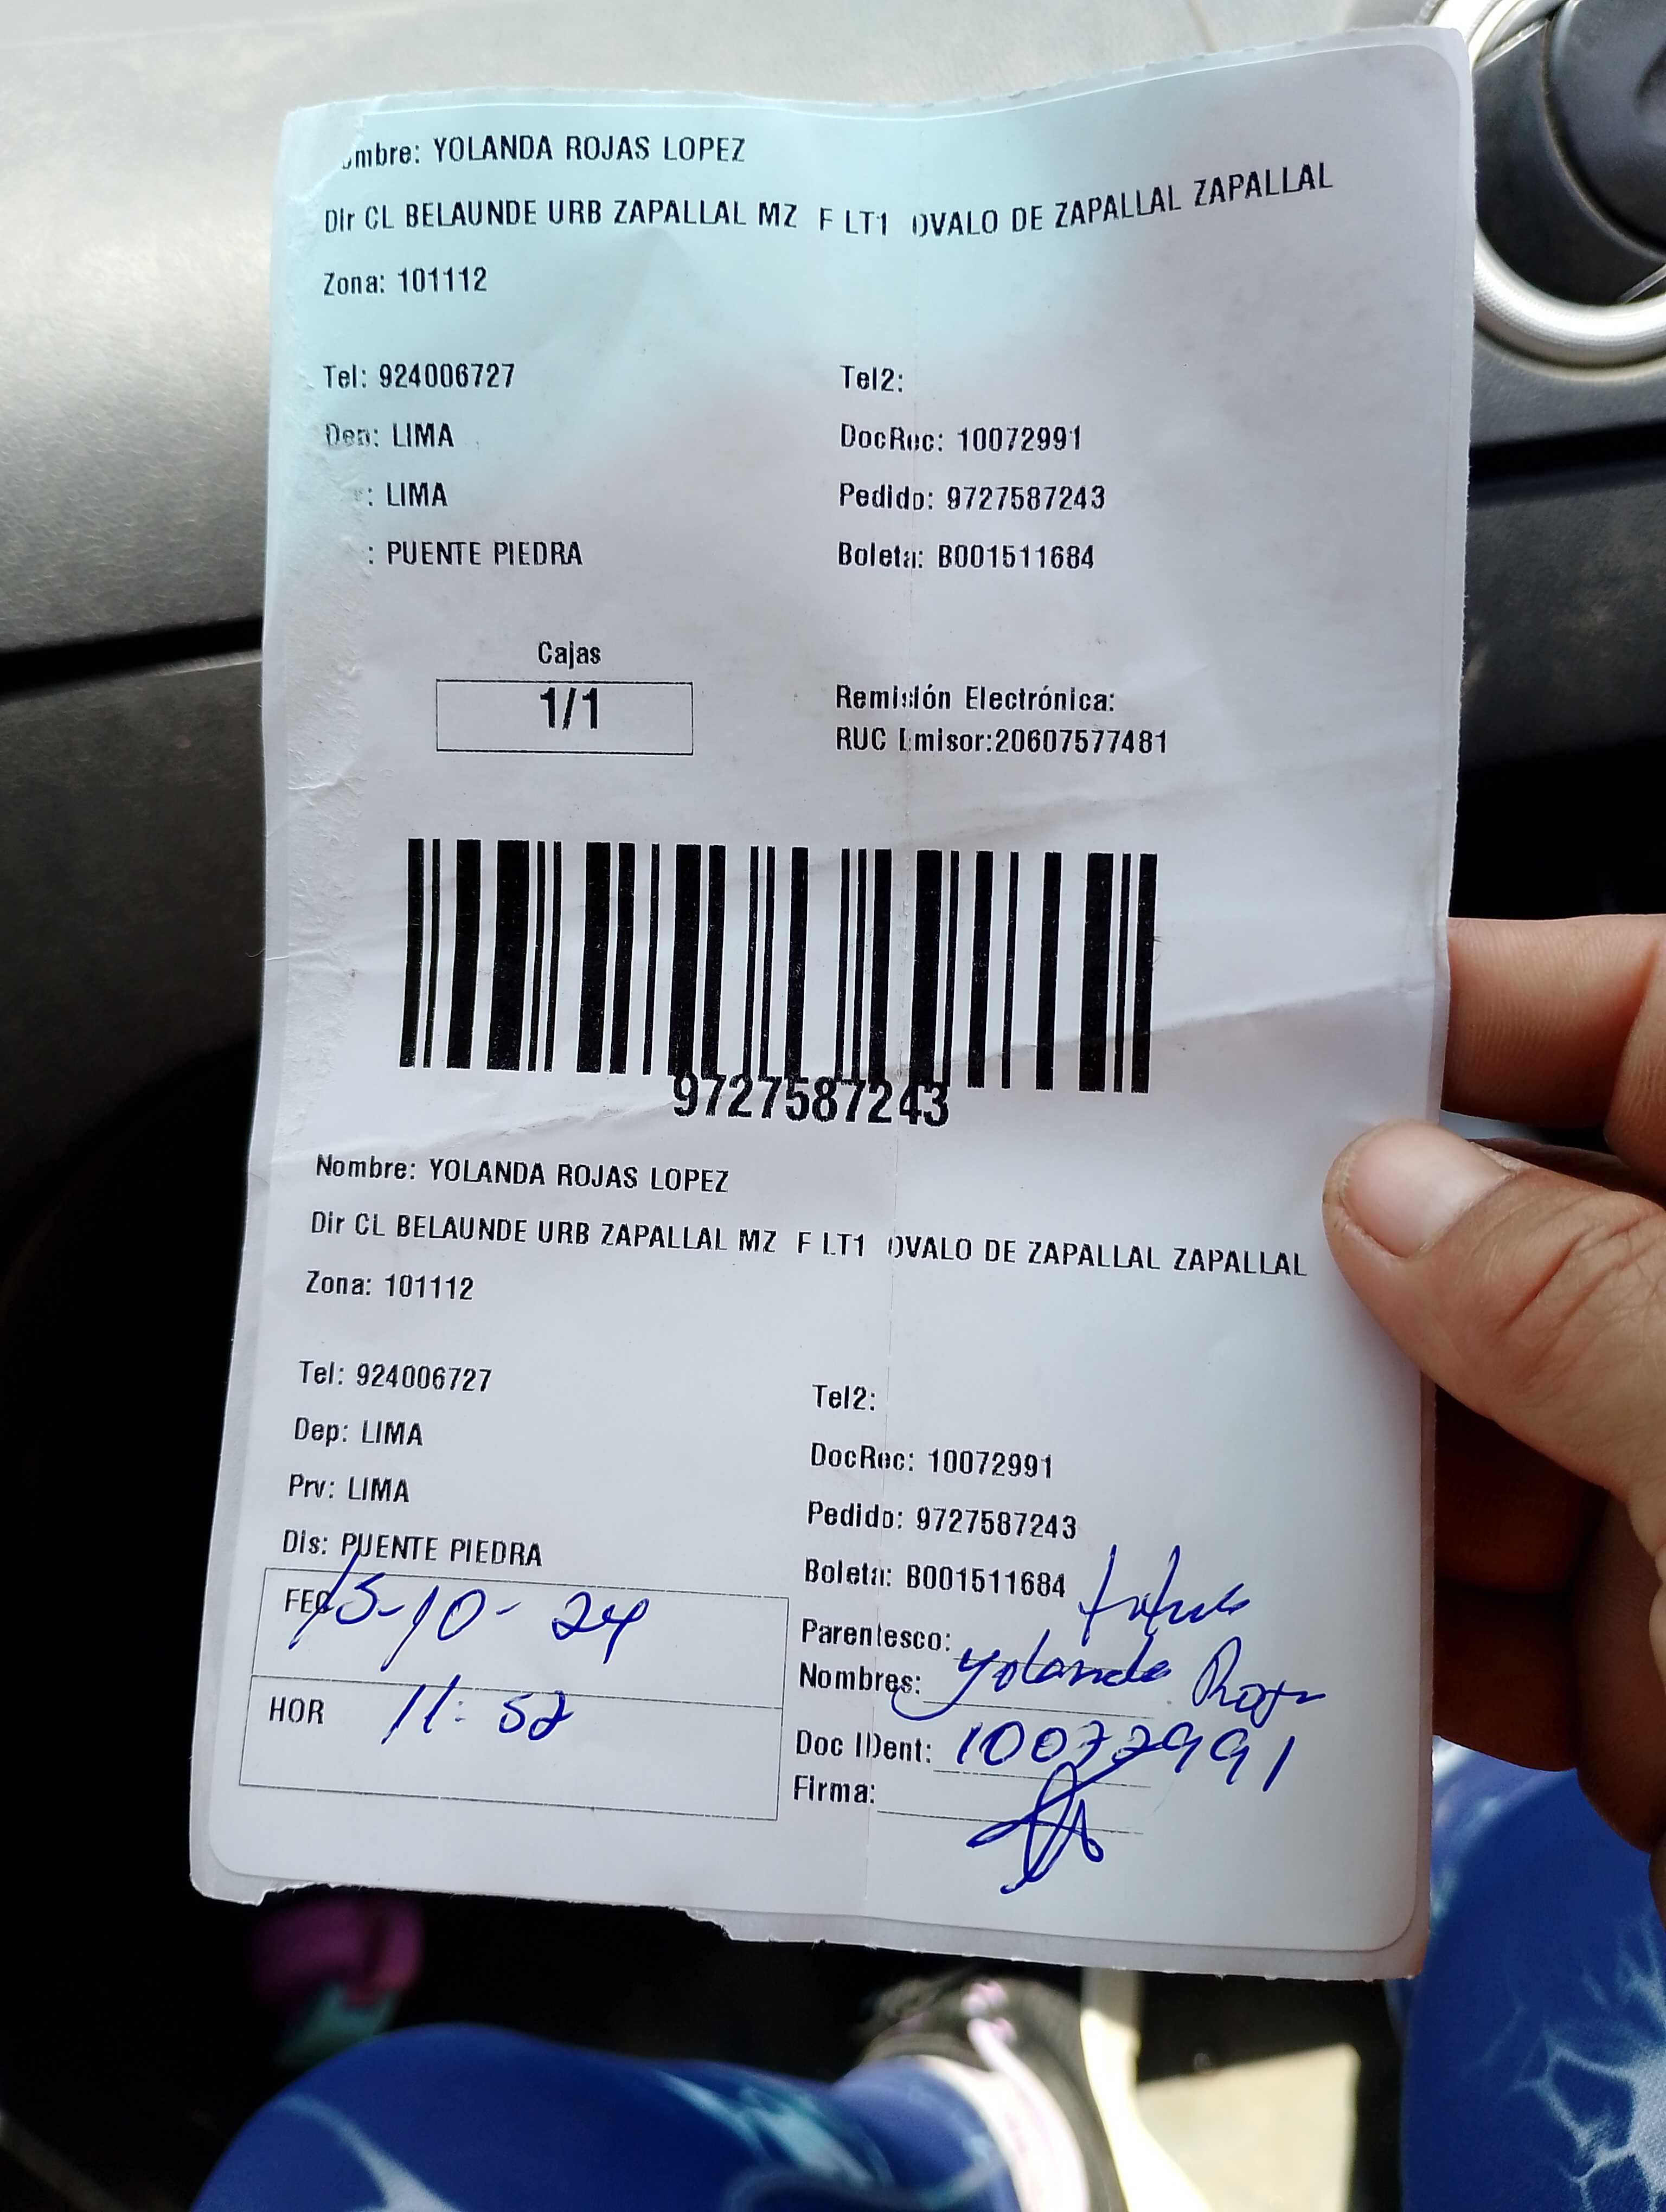 mbre: YOLANDA ROJAS LOPEZ
Dir CL BELAUNDE URB ZAPALLAL MZ F LT1 OVALO DE ZAPALLAL ZAPALLAL
Zona: 101112
Tel: 924006727 Tel2:
Dep: LIMA DocRec: 10072991
: LIMA Pedido: 9727587243
: PUENTE PIEDRA Boleta: B001511684
Cajas
1/1
Remisión Electrónica:
RUC Emisor:20607577481
9727587243
Nombre: YOLANDA ROJAS LOPEZ
Dir CL BELAUNDE URB ZAPALLAL MZ F LT1 OVALO DE ZAPALLAL ZAPALLAL
Zona: 101112
Tel: 924006727 Tel2:
Dep: LIMA DocRec: 10072991
Prv: LIMA Pedido: 9727587243
Dis: PUENTE PIEDRA Boleta: B001511684
FEC 15-10-24
HOR 11:52
Parentesco: titular
Nombres: Yolanda Rojas
Doc IDent: 10072991
Firma: